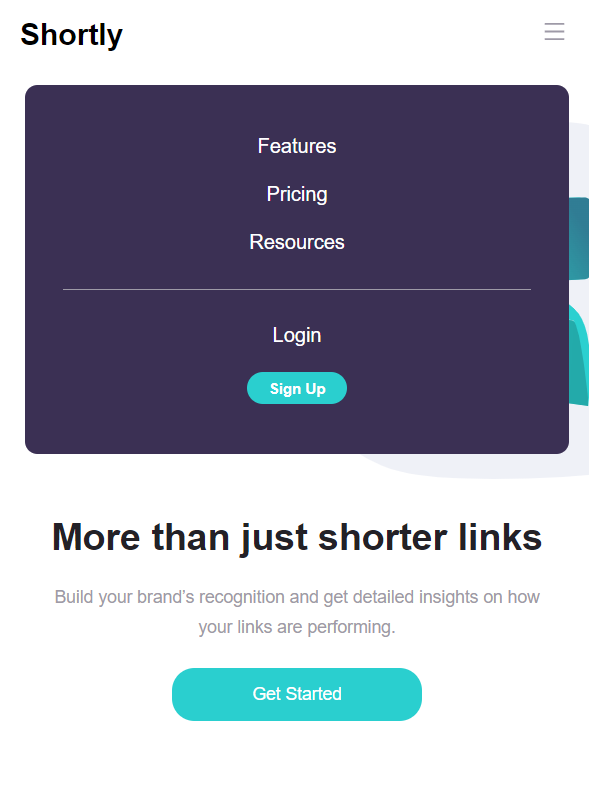 Shortly
Features
Pricing
Resources
Login
Sign Up
More than just shorter links
Build your brand’s recognition and get detailed insights on how
your links are performing.
Get Started